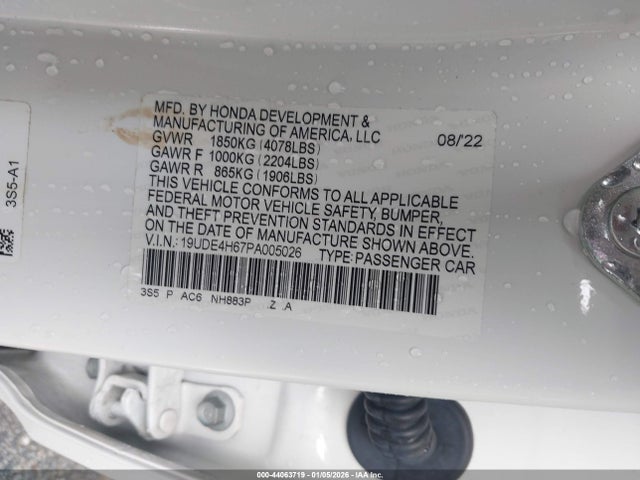 3S5-A1
MFD. BY HONDA DEVELOPMENT & 08/'22
MANUFACTURING OF AMERICA, LLC
GVWR 1850KG (4078LBS)
GAWR F 1000KG (2204LBS)
GAWR R 865KG (1906LBS)
THIS VEHICLE CONFORMS TO ALL APPLICABLE
FEDERAL MOTOR VEHICLE SAFETY, BUMPER,
AND THEFT PREVENTION STANDARDS IN EFFECT
ON THE DATE OF MANUFACTURE SHOWN ABOVE.
V.I.N.: 19UDE4H67PA005026 TYPE: PASSENGER CAR
3S5 P AC6 NH883P .Z .A
000-44063719 | 01/05/2026 | IAA Inc.